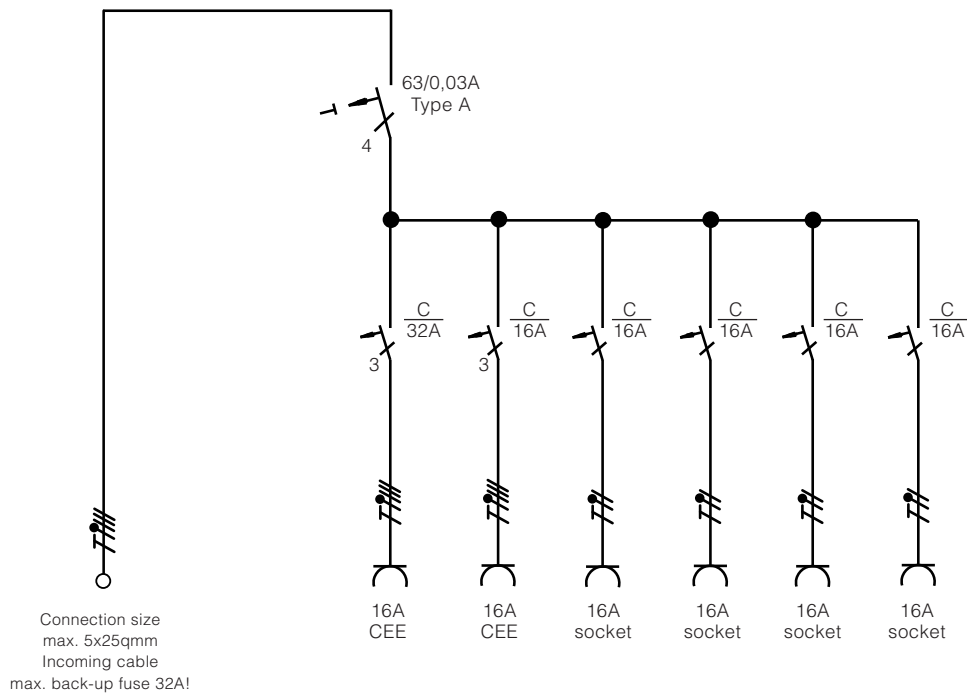 63/0,03A
Type A
4
C
32A
C
16A
C
16A
C
16A
C
16A
C
16A
3
3
16A
CEE
16A
CEE
16A
socket
16A
socket
16A
socket
16A
socket
Connection size
max. 5x25qmm
Incoming cable
max. back-up fuse 32A!